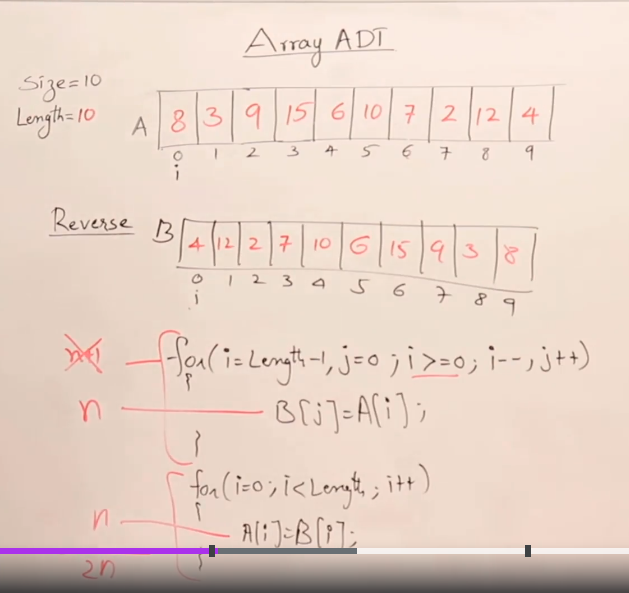 Array ADT
Size=10
Length=10
A 8 3 9 15 6 10 7 2 12 4
0 1 2 3 4 5 6 7 8 9
i
Reverse B 4 12 2 7 10 6 15 9 3 8
0 1 2 3 4 5 6 7 8 9
i
n+1 for(i=Length-1, j=0 ; i>=0; i--, j++)
{
n B[j]=A[i];
}
for(i=0; i<Length; i++)
{
n A[i]=B[i];
}
2n